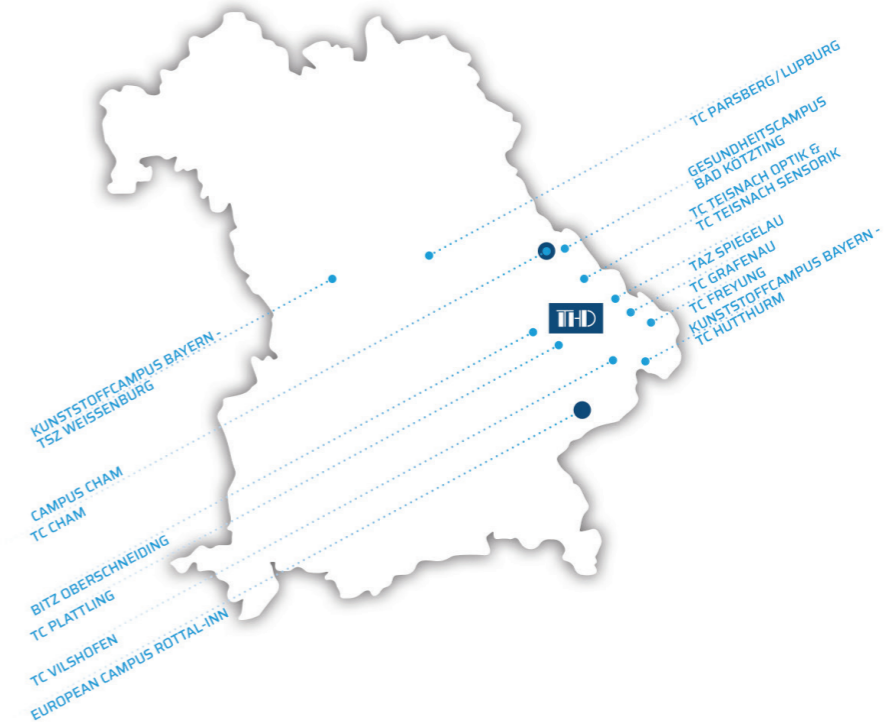 TC PARSBERG / LUPBURG
GESUNDHEITSCAMPUS
BAD KÖTZTING
TC TEISNACH OPTIK &
TC TEISNACH SENSORIK
TAZ SPIEGELAU
TC GRAFENAU
TC FREYUNG
KUNSTSTOFFCAMPUS BAYERN -
TC HUTTHURM
THD
KUNSTSTOFFCAMPUS BAYERN -
TSZ WEISSENBURG
CAMPUS CHAM
TC CHAM
BITZ OBERSCHNEIDING
TC PLATTLING
TC VILSHOFEN
EUROPEAN CAMPUS ROTTAL-INN